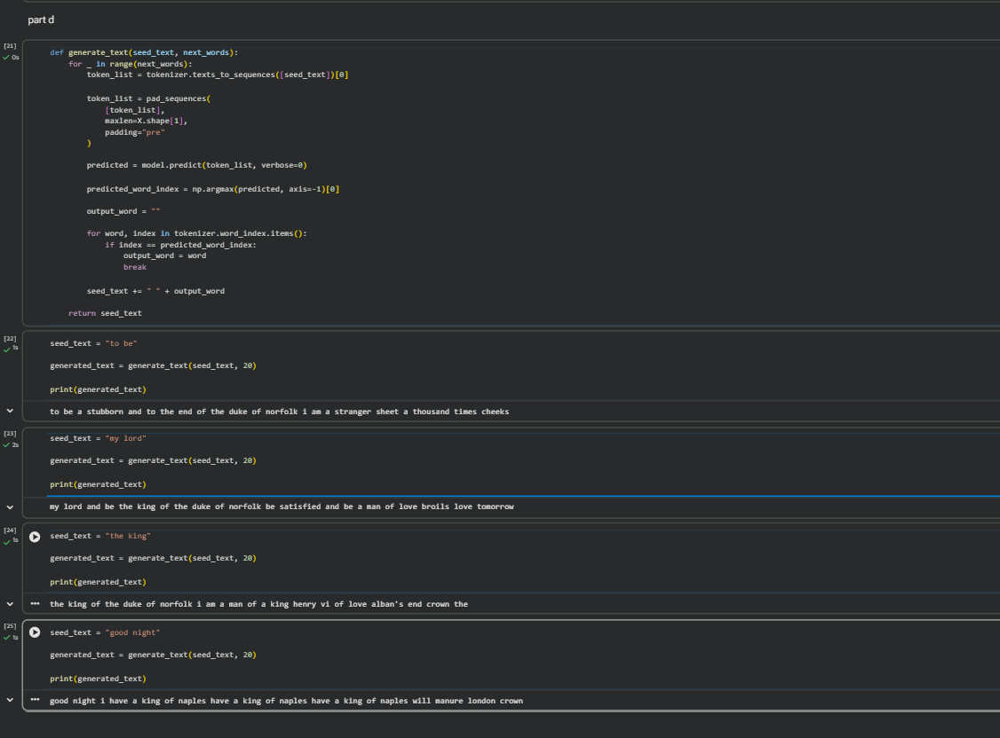 part d
[21]
0s
def generate_text(seed_text, next_words):
    for _ in range(next_words):
        token_list = tokenizer.texts_to_sequences([seed_text])[0]
        token_list = pad_sequences(
            [token_list],
            maxlen=X.shape[1],
            padding="pre"
        )
        predicted = model.predict(token_list, verbose=0)
        predicted_word_index = np.argmax(predicted, axis=-1)[0]
        output_word = ""
        for word, index in tokenizer.word_index.items():
            if index == predicted_word_index:
                output_word = word
                break
        seed_text += " " + output_word
    return seed_text
[22]
1s
seed_text = "to be"
generated_text = generate_text(seed_text, 20)
print(generated_text)
to be a stubborn and to the end of the duke of norfolk i am a stranger sheet a thousand times cheeks
[23]
2s
seed_text = "my lord"
generated_text = generate_text(seed_text, 20)
print(generated_text)
my lord and be the king of the duke of norfolk be satisfied and be a man of love broils love tomorrow
[24]
1s
seed_text = "the king"
generated_text = generate_text(seed_text, 20)
print(generated_text)
the king of the duke of norfolk i am a man of a king henry vi of love alban's end crown the
[25]
1s
seed_text = "good night"
generated_text = generate_text(seed_text, 20)
print(generated_text)
good night i have a king of naples have a king of naples have a king of naples will manure london crown